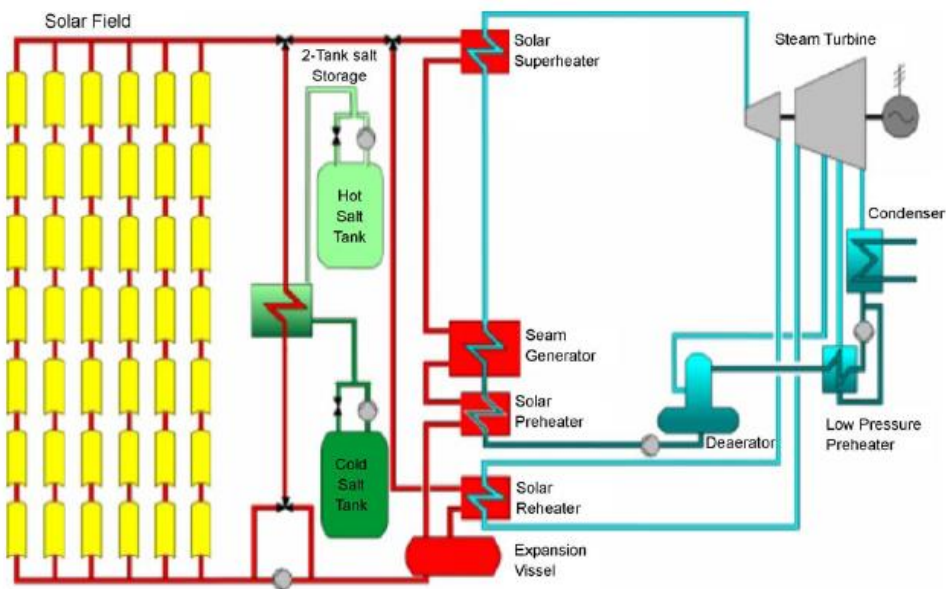 Solar Field
2-Tank salt
Storage
Solar
Superheater
Steam Turbine
Hot
Salt
Tank
Condenser
Seam
Generator
Solar
Preheater
Deaerator
Low Pressure
Preheater
Cold
Salt
Tank
Solar
Reheater
Expansion
Vissel